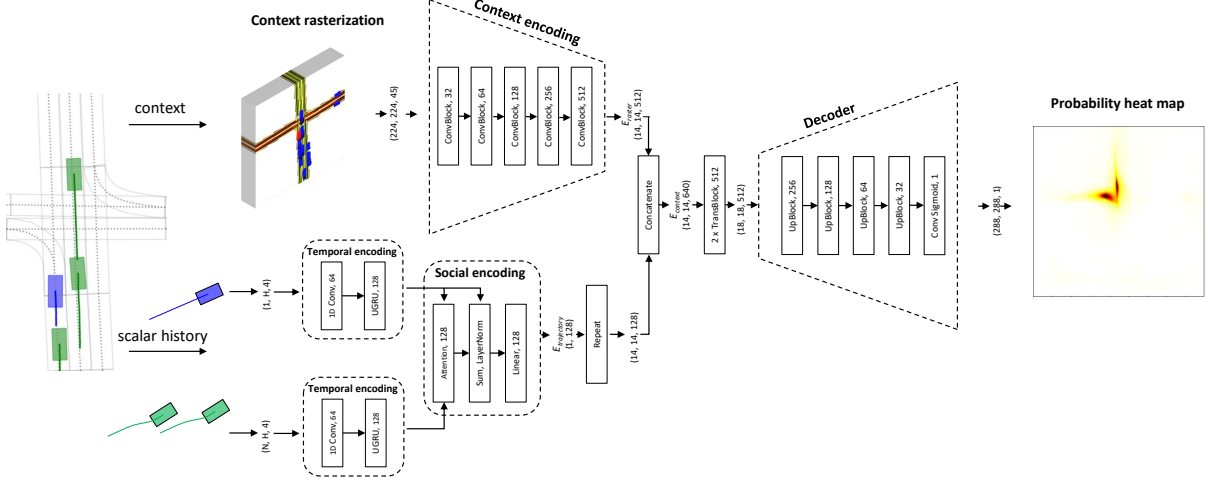 Context rasterization
context
(224, 224, 45)
Context encoding
ConvBlock, 32
ConvBlock, 64
ConvBlock, 128
ConvBlock, 256
ConvBlock, 512
E_raster
(14, 14, 512)
Concatenate
E_context
(14, 14, 640)
2 x TransBlock, 512
(18, 18, 512)
Decoder
UpBlock, 256
UpBlock, 128
UpBlock, 64
UpBlock, 32
Conv Sigmoid, 1
(288, 288, 1)
Probability heat map
scalar history
(1, H, 4)
Temporal encoding
1D Conv, 64
UGRU, 128
Social encoding
Attention, 128
Sum, LayerNorm
Linear, 128
E_trajectory
(1, 128)
Repeat
(14, 14, 128)
(N, H, 4)
Temporal encoding
1D Conv, 64
UGRU, 128